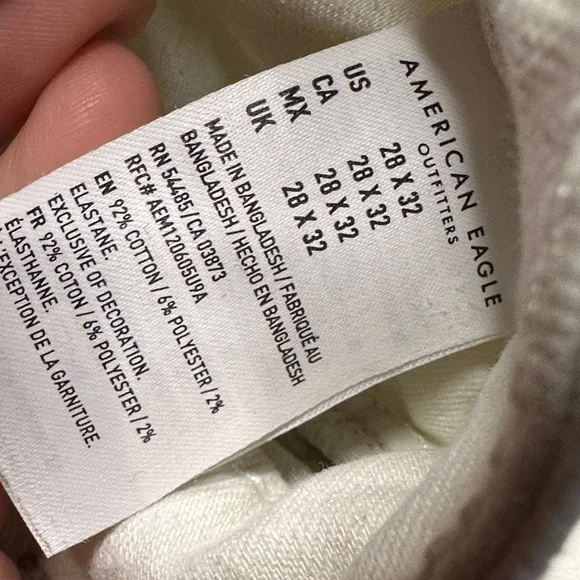 AMERICAN EAGLE
OUTFITTERS
US 28 X 32
CA 28 X 32
MX 28 X 32
UK 28 X 32
MADE IN BANGLADESH / FABRIQUÉ AU
BANGLADESH / HECHO EN BANGLADESH
RN 54485/CA 03873
RFC# AEM120605U9A
EN 92% COTTON / 6% POLYESTER / 2%
ELASTANE.
EXCLUSIVE OF DECORATION.
FR 92% COTON / 6% POLYESTER / 2%
ÉLASTHANNE.
L'EXCEPTION DE LA GARNITURE.